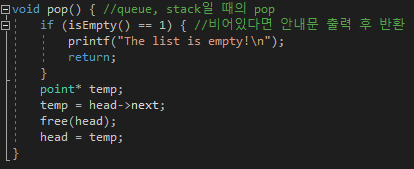 void pop() { //queue, stack일 때의 pop
if (isEmpty() == 1) { //비어있다면 안내문 출력 후 반환
printf("The list is empty!\n");
return;
}
point* temp;
temp = head->next;
free(head);
head = temp;
}